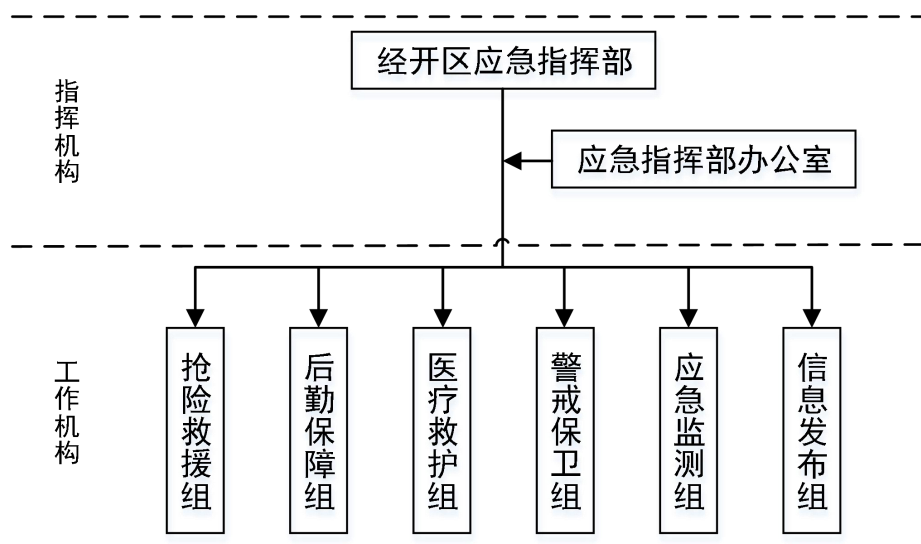 经开区应急指挥部
指挥机构
应急指挥部办公室
工作机构
抢险救援组
后勤保障组
医疗救护组
警戒保卫组
应急监测组
信息发布组